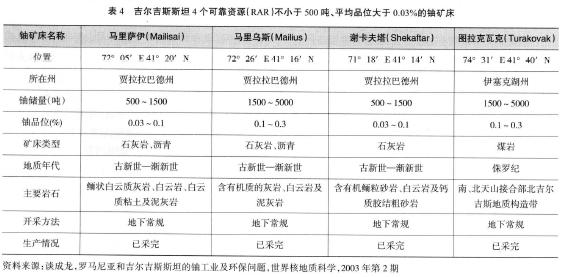 表 4 吉尔吉斯斯坦 4 个可靠资源(RAR)不小于 500 吨、平均品位大于 0.03%的铀矿床
铀矿床名称 马里萨伊(Mailisai) 马里乌斯(Mailius) 谢卡夫塔(Shekaftar) 图拉克瓦克(Turakovak)
位置 72° 05′ E 41° 20′ N 72° 26′ E 41° 16′ N 71° 18′ E 41° 14′ N 74° 31′ E 41° 40′ N
所在州 贾拉拉巴德州 贾拉拉巴德州 贾拉拉巴德州 伊塞克湖州
铀储量(吨) 500~1500 1500~5000 500~1500 1500~5000
铀品位(%) 0.03~0.1 0.1~0.3 0.03~0.1 0.1~0.3
矿床类型 石灰岩、沥青 石灰岩、沥青 石灰岩 煤岩
地质年代 古新世—渐新世 古新世—渐新世 古新世—渐新世 侏罗纪
主要岩石 鲕状白云质灰岩、白云岩、白云质粘土及泥灰岩 含有机质的灰岩、白云岩及泥灰岩 含有机鲕粒砂岩、白云岩及钙质胶结粗砂岩 南、北天山接合部北吉尔吉斯地质构造带
开采方法 地下常规 地下常规 地下常规 地下常规
生产情况 已采完 已采完 已采完 已采完
资料来源：谈成龙，罗马尼亚和吉尔吉斯斯坦的铀工业及环保问题，世界核地质科学，2003 年第 2 期